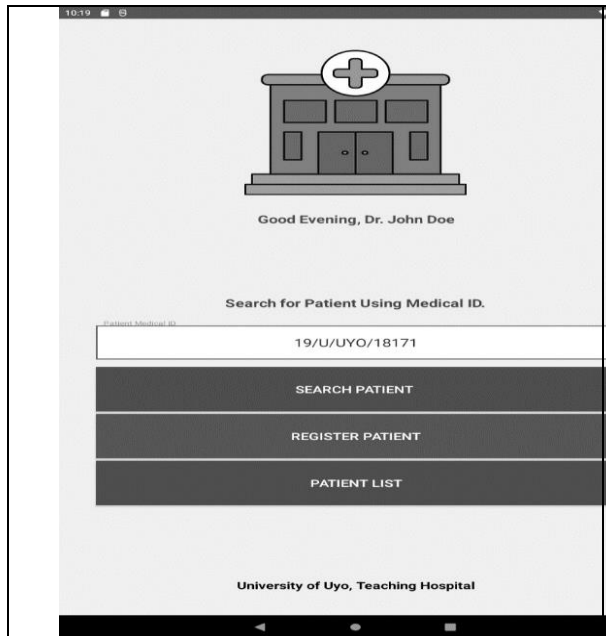 10:19
Good Evening, Dr. John Doe
Search for Patient Using Medical ID.
Patient Medical ID
19/U/UYO/18171
SEARCH PATIENT
REGISTER PATIENT
PATIENT LIST
University of Uyo, Teaching Hospital